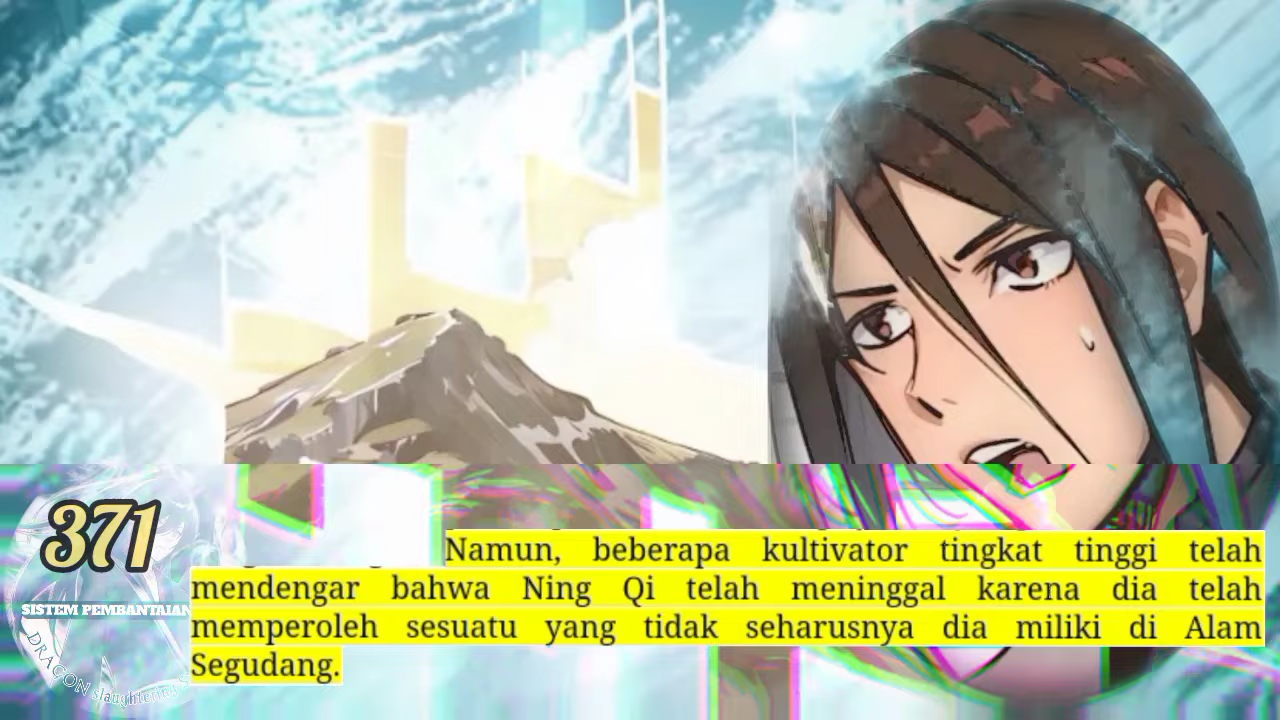 371
Namun, beberapa kultivator tingkat tinggi telah
mendengar bahwa Ning Qi telah meninggal karena dia telah
memperoleh sesuatu yang tidak seharusnya dia miliki di Alam
Segudang.
SISTEM PEMBANTAIAN
DRAGON slaughtering